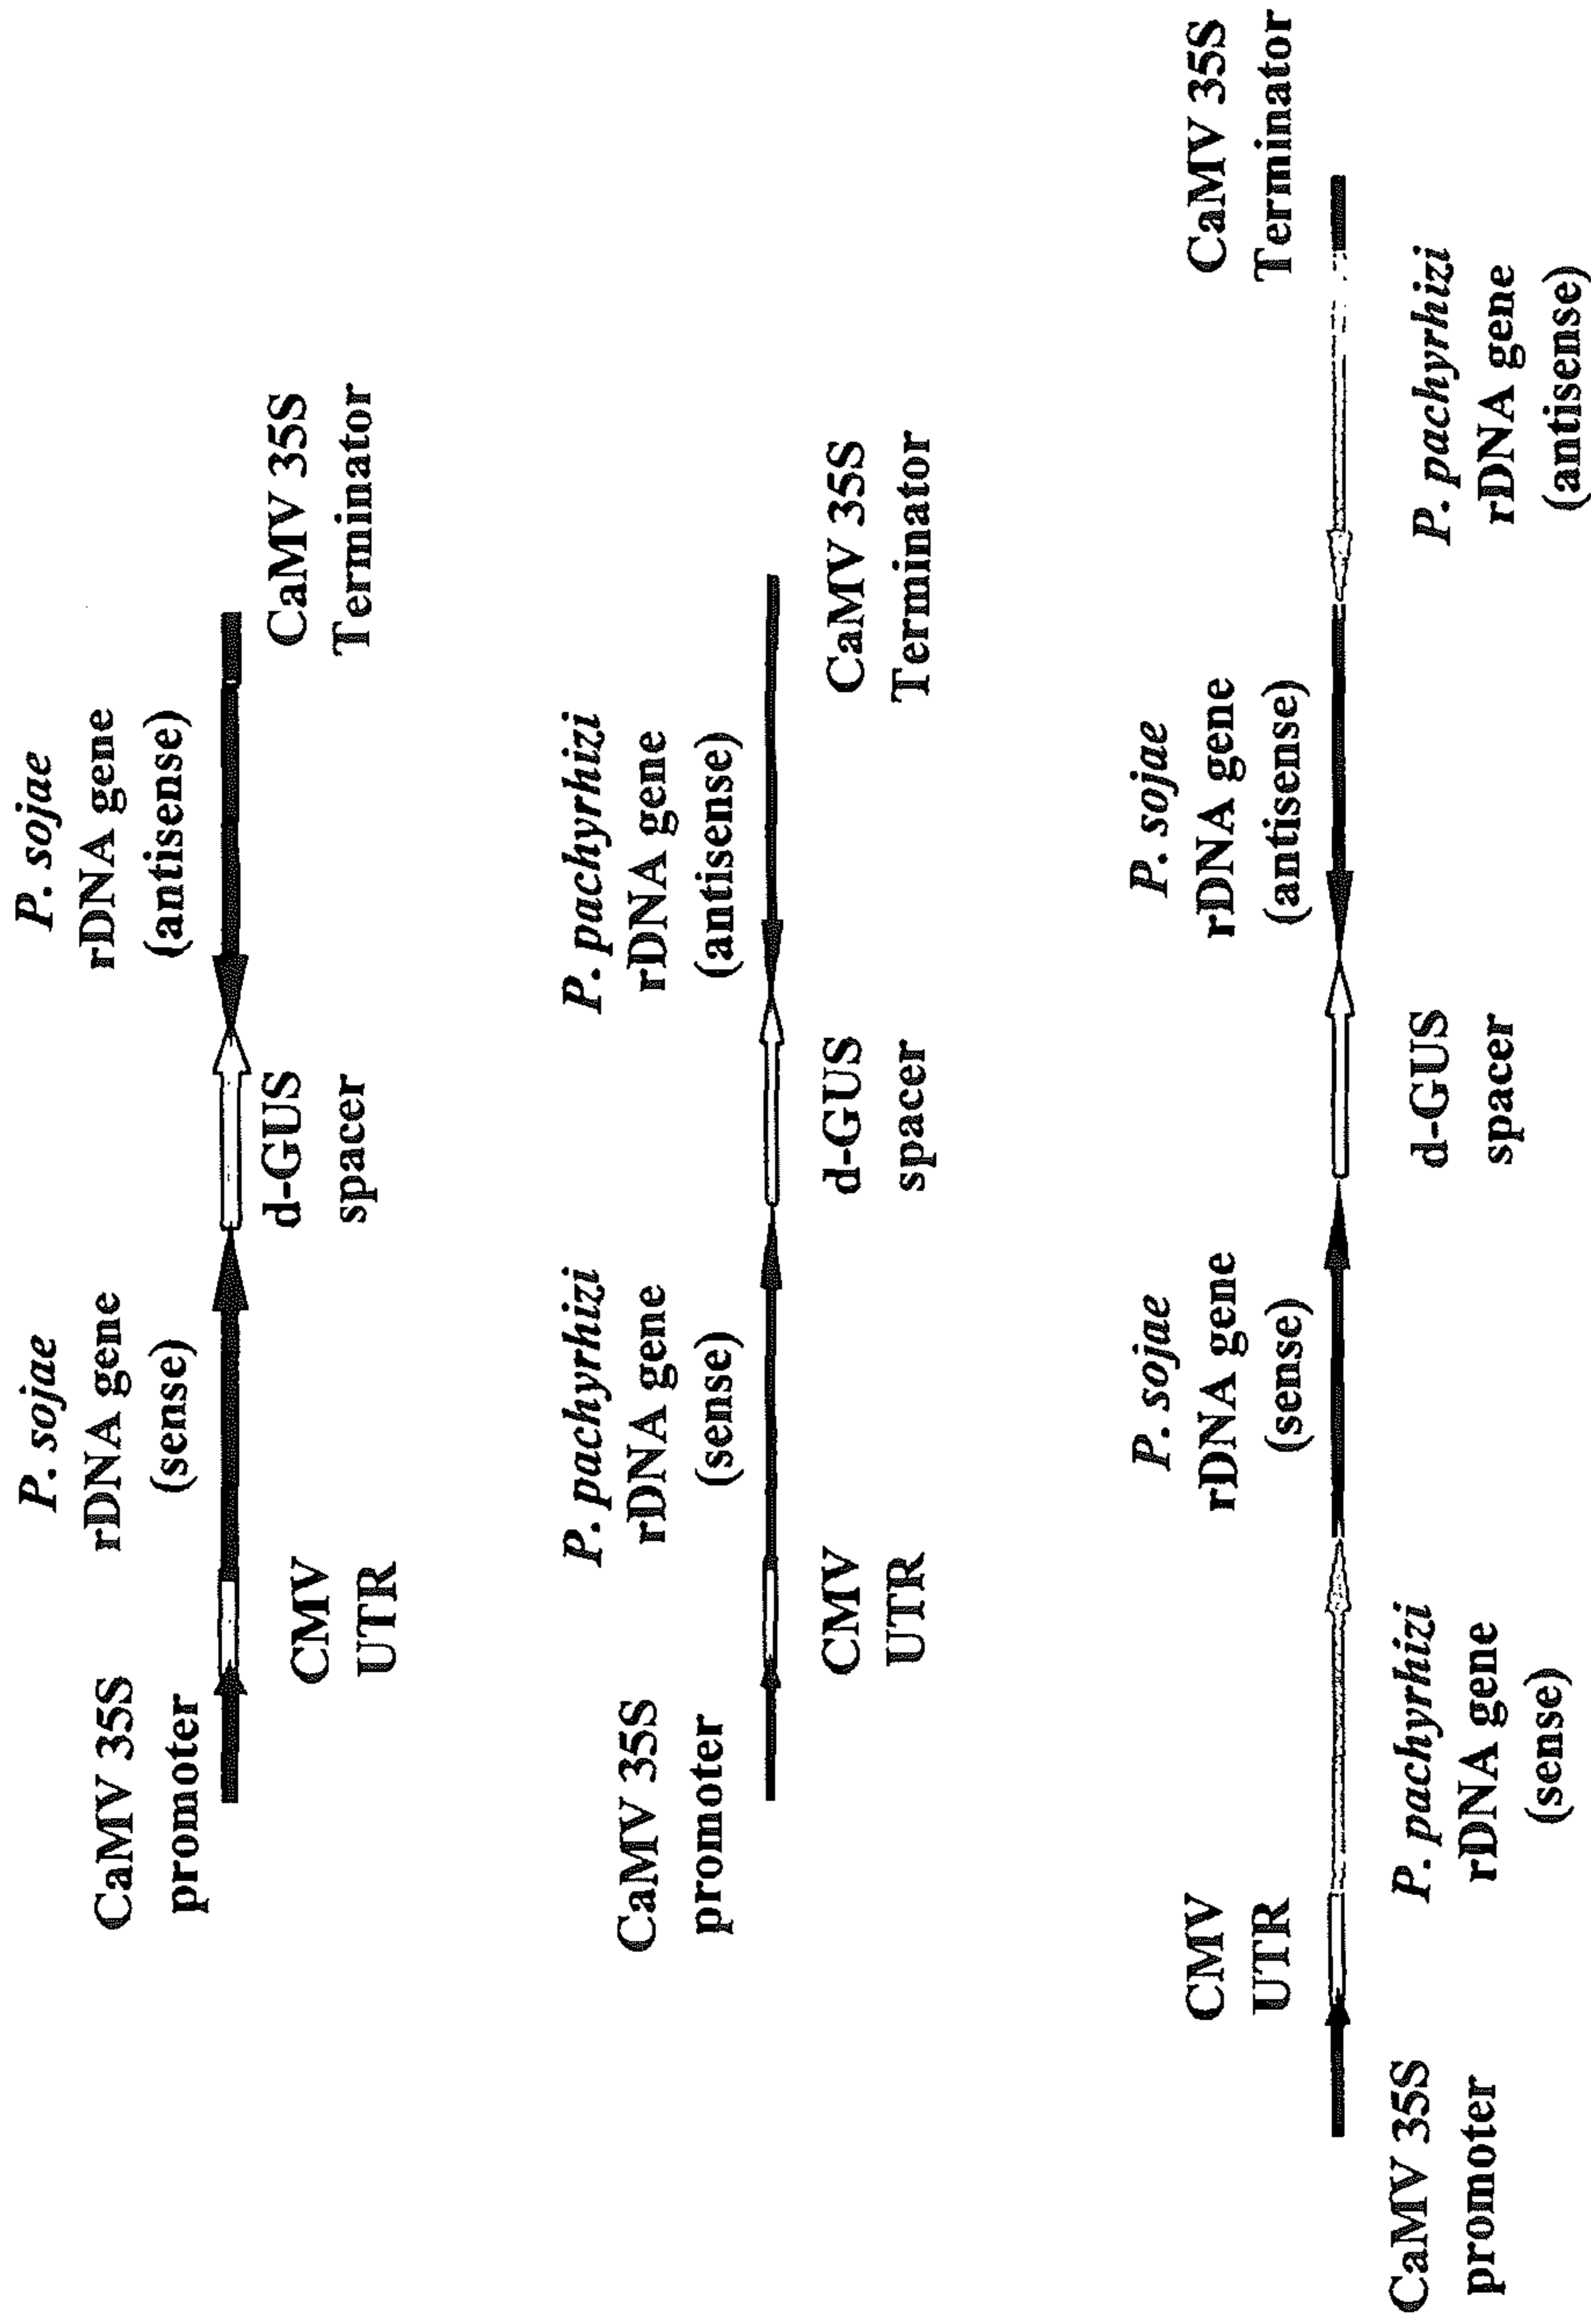 CaMV 35S
promoter
CMV
UTR
P. sojae
rDNA gene
(sense)
d-GUS
spacer
P. sojae
rDNA gene
(antisense)
CaMV 35S
Terminator
CaMV 35S
promoter
CMV
UTR
P. pachyrhizi
rDNA gene
(sense)
d-GUS
spacer
P. pachyrhizi
rDNA gene
(antisense)
CaMV 35S
Terminator
CaMV 35S
promoter
CMV
UTR
P. pachyrhizi
rDNA gene
(sense)
P. sojae
rDNA gene
(sense)
d-GUS
spacer
P. sojae
rDNA gene
(antisense)
P. pachyrhizi
rDNA gene
(antisense)
CaMV 35S
Terminator